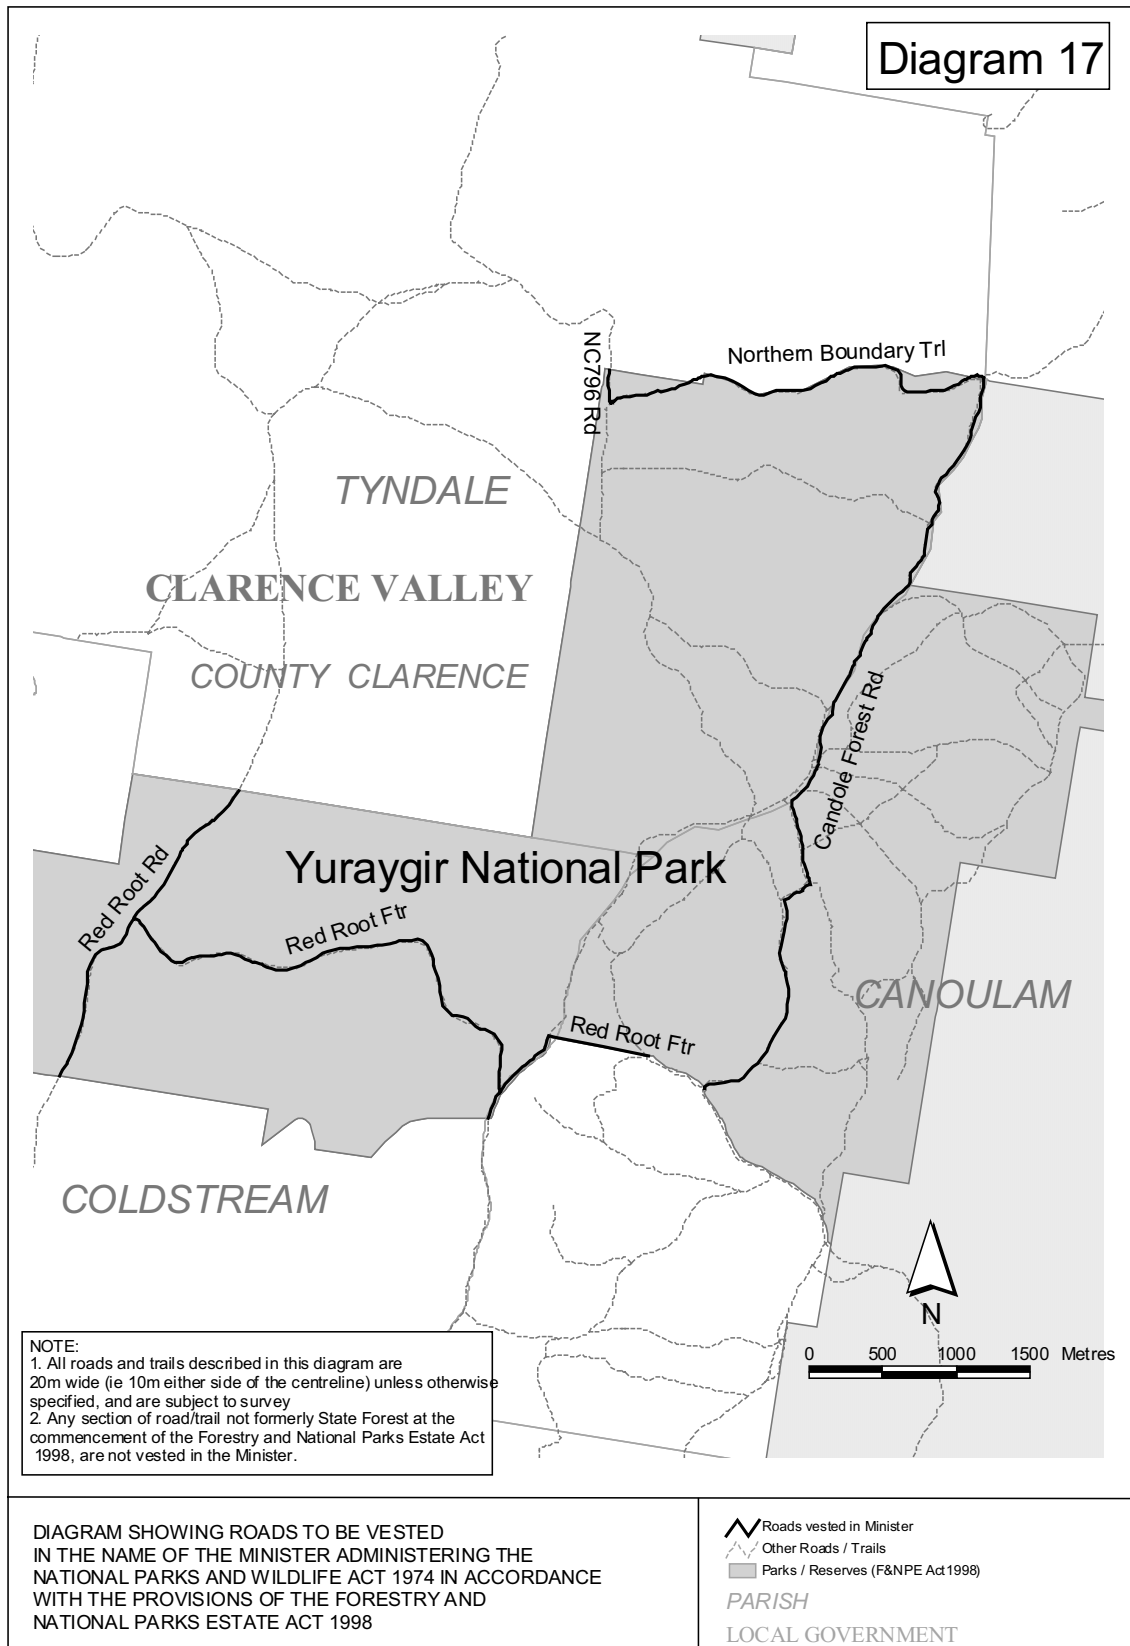 Diagram 17
Northern Boundary Trl
NC796 Rd
TYNDALE
CLARENCE VALLEY
COUNTY CLARENCE
Candole Forest Rd
Yuraygir National Park
Red Root Rd
Red Root Ftr
CANOULAM
Red Root Ftr
COLDSTREAM
N
0 500 1000 1500 Metres
NOTE:
1. All roads and trails described in this diagram are
20m wide (ie 10m either side of the centreline) unless otherwise
specified, and are subject to survey
2. Any section of road/trail not formerly State Forest at the
commencement of the Forestry and National Parks Estate Act
1998, are not vested in the Minister.
DIAGRAM SHOWING ROADS TO BE VESTED
IN THE NAME OF THE MINISTER ADMINISTERING THE
NATIONAL PARKS AND WILDLIFE ACT 1974 IN ACCORDANCE
WITH THE PROVISIONS OF THE FORESTRY AND
NATIONAL PARKS ESTATE ACT 1998
Roads vested in Minister
Other Roads / Trails
Parks / Reserves (F&NPE Act1998)
PARISH
LOCAL GOVERNMENT